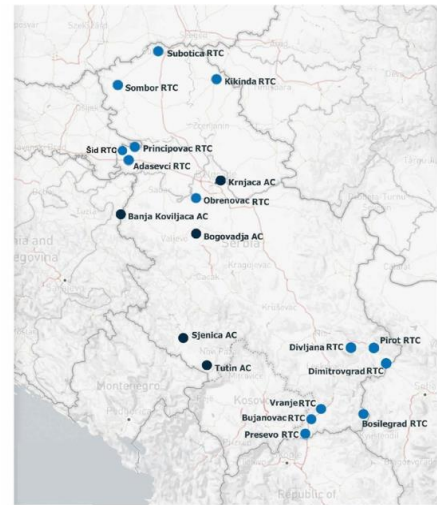 Subotica RTC
Kikinda RTC
Sombor RTC
Šid RTC
Principovac RTC
Adasevci RTC
Krnjaca AC
Obrenovac RTC
Banja Koviljaca AC
Bogovadja AC
Serbia
Kragujevac
Sjenica AC
Divljana RTC
Pirot RTC
Dimitrovgrad RTC
Tutin AC
Montenegro
Kosov
Vranje RTC
Bujanovac RTC
Bosilegrad RTC
Presevo RTC
Republic of